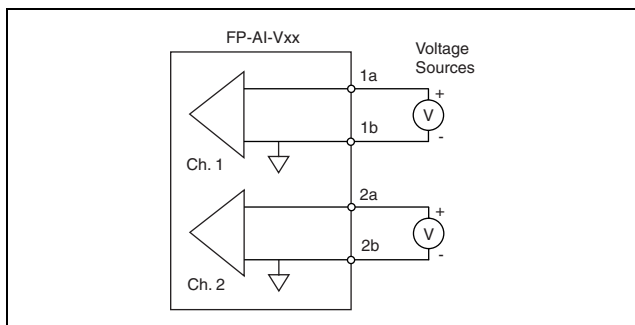 FP-AI-Vxx
Voltage
Sources
1a
+
V
1b
-
Ch. 1
2a
+
V
2b
-
Ch. 2